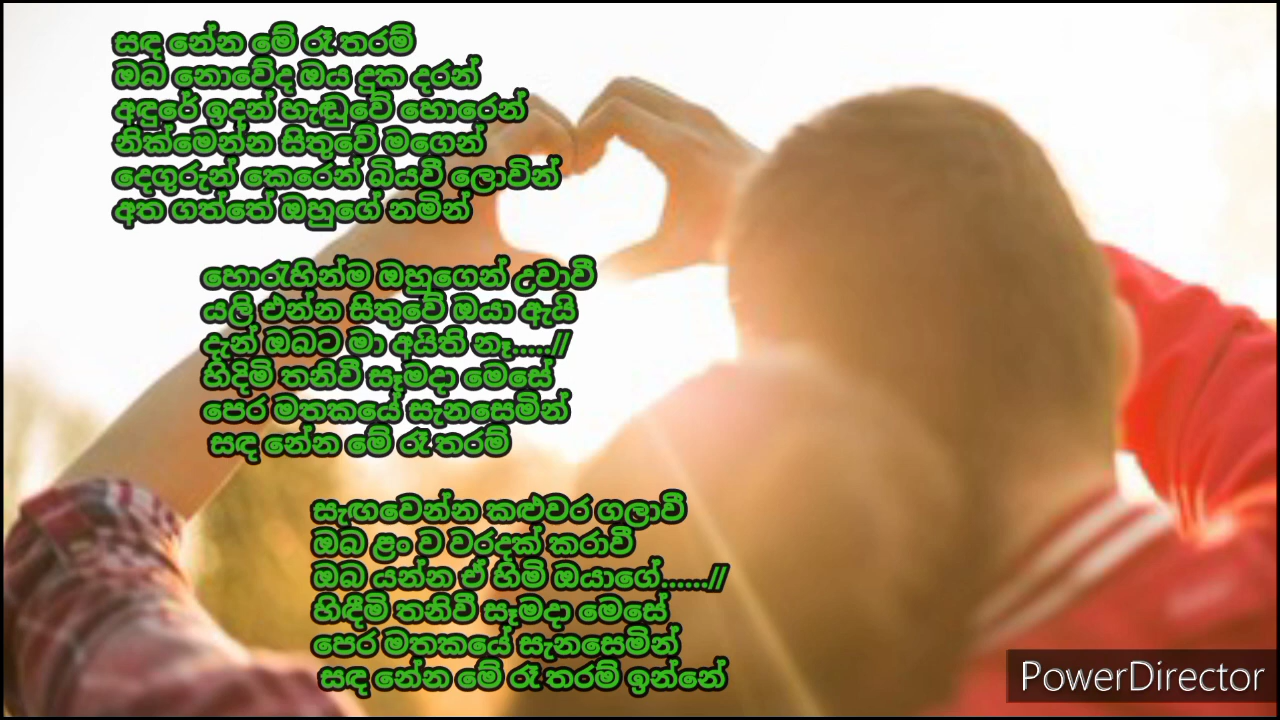 සඳ නේන මේ රෑ තරම්
ඔබ නොවේද ඔය දුක දරන්
අඳුරේ ඉදන් හැඬුවේ හොරෙන්
නික්මෙන්න සිතුවේ මගෙන්
දෙගුරුන් කෙරෙන් බියවී ලොවින්
අත ගත්තේ ඔහුගේ නමින්
හොරැහින්ම ඔහුගෙන් උවාවී
යලි එන්න සිතුවේ ඔයා ඇයි
දැන් ඔබට මා අයිති නෑ.....//
හිදිමි තනිවී සෑමදා මෙසේ
පෙර මතකයේ සැනසෙමින්
සඳ නේන මේ රෑ තරම්
සැඟවෙන්න කළුවර ගලාවී
ඔබ ළං ව වරදක් කරාවී
ඔබ යන්න ඒ හිමි ඔයාගේ.......//
හිඳීමි තනිවී සෑමදා මෙසේ
පෙර මතකයේ සැනසෙමින්
සඳ නේන මේ රෑ තරම් ඉන්නේ
PowerDirector